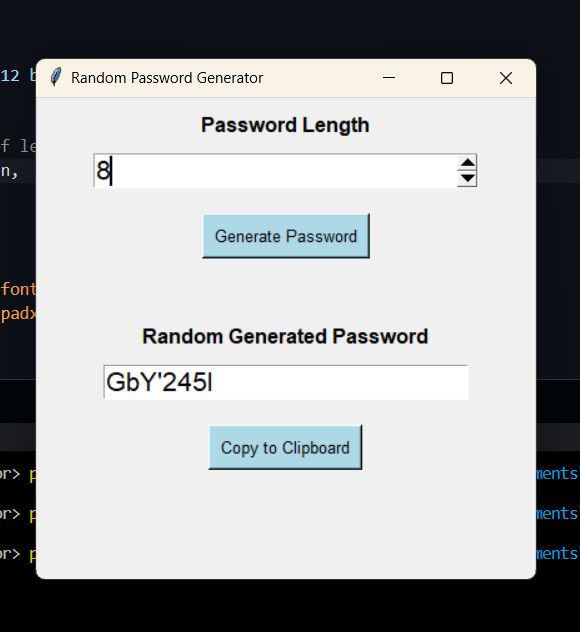 12 b
Random Password Generator
Password Length
f le
n,
8
Generate Password
font
padx
Random Generated Password
GbY'245l
Copy to Clipboard
or> p
ments
or> p
ments
or> p
ments